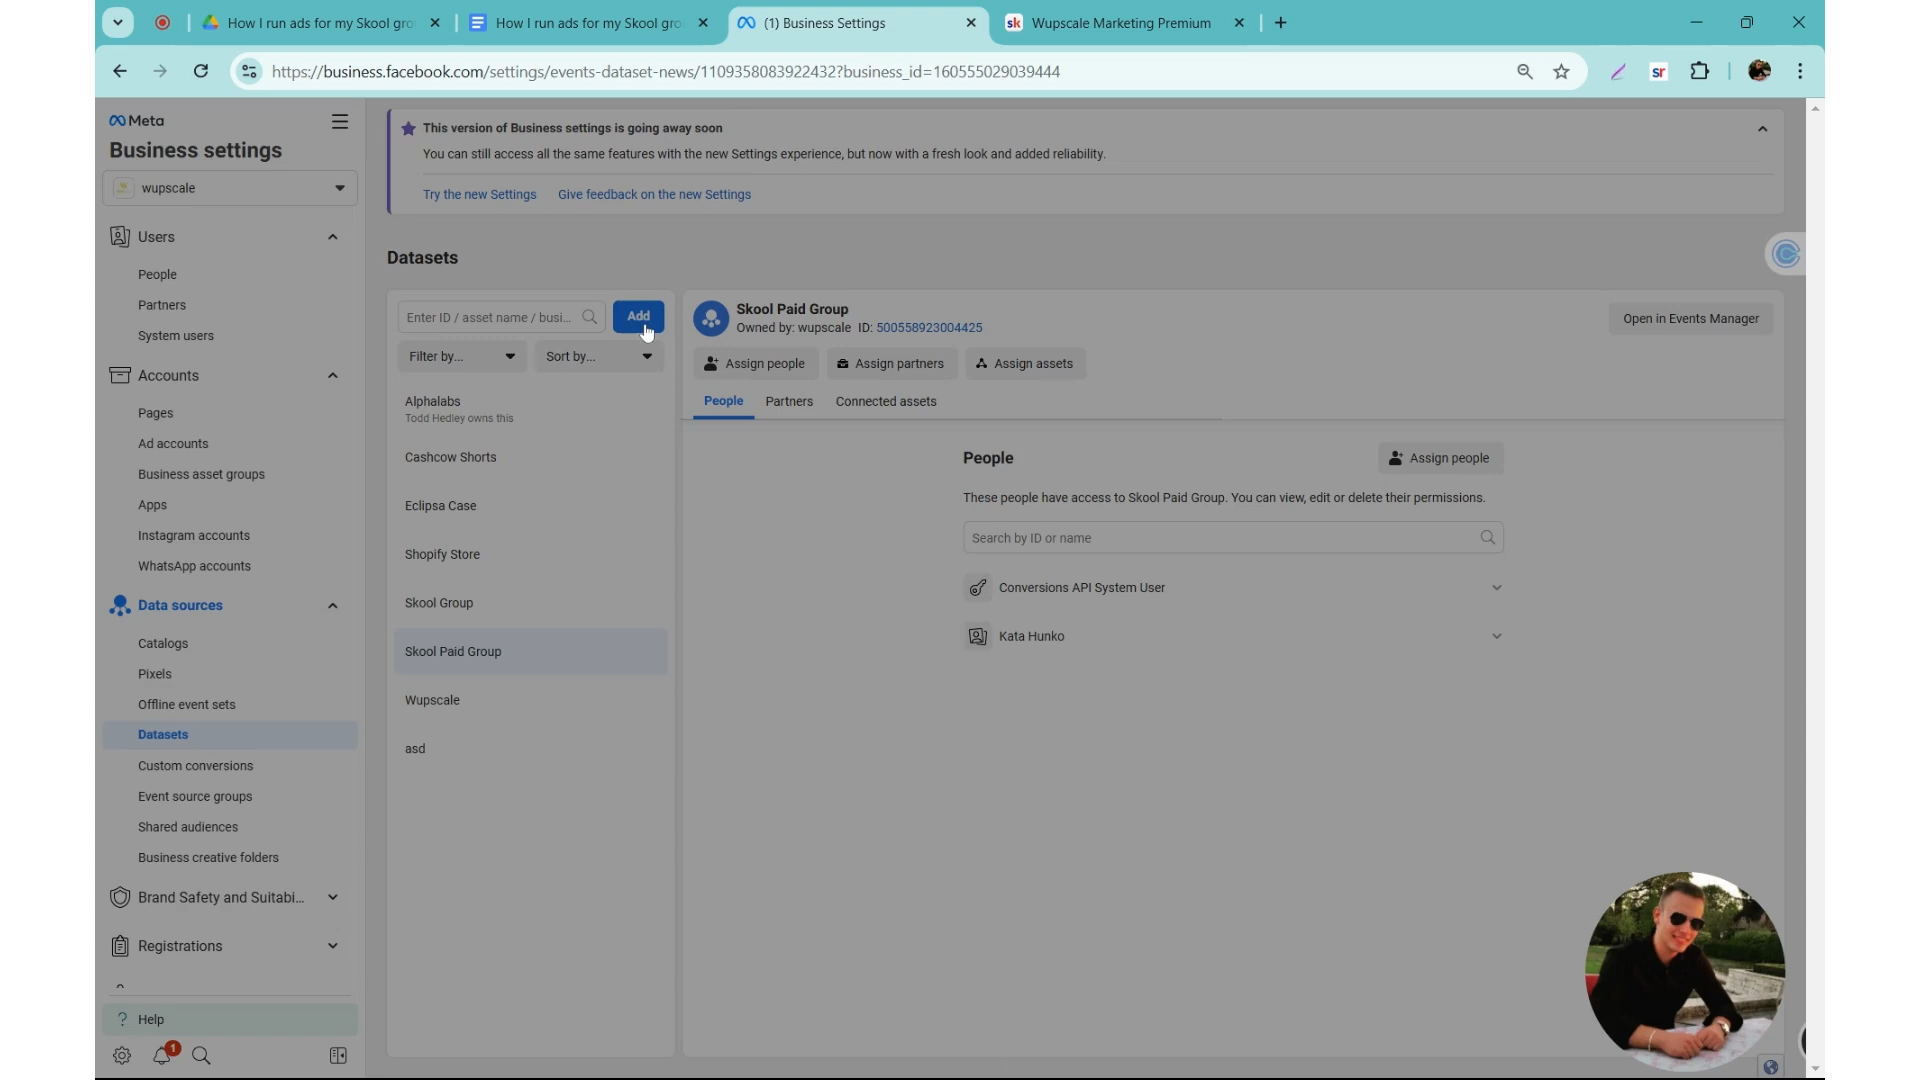 How I run ads for my Skool gro
How I run ads for my Skool gro
(1) Business Settings
sk
Wupscale Marketing Premium
https://business.facebook.com/settings/events-dataset-news/1109358083922432?business_id=160555029039444
sr
Meta
Business settings
wupscale
Users
People
Partners
System users
Accounts
Pages
Ad accounts
Business asset groups
Apps
Instagram accounts
WhatsApp accounts
Data sources
Catalogs
Pixels
Offline event sets
Datasets
Custom conversions
Event source groups
Shared audiences
Business creative folders
Brand Safety and Suitabi...
Registrations
? Help
1
This version of Business settings is going away soon
You can still access all the same features with the new Settings experience, but now with a fresh look and added reliability.
Try the new Settings
Give feedback on the new Settings
Datasets
Enter ID / asset name / busi...
Add
Filter by...
Sort by...
Alphalabs
Todd Hedley owns this
Cashcow Shorts
Eclipsa Case
Shopify Store
Skool Group
Skool Paid Group
Wupscale
asd
Skool Paid Group
Owned by: wupscale ID: 500558923004425
Open in Events Manager
Assign people
Assign partners
Assign assets
People
Partners
Connected assets
People
Assign people
These people have access to Skool Paid Group. You can view, edit or delete their permissions.
Search by ID or name
Conversions API System User
Kata Hunko